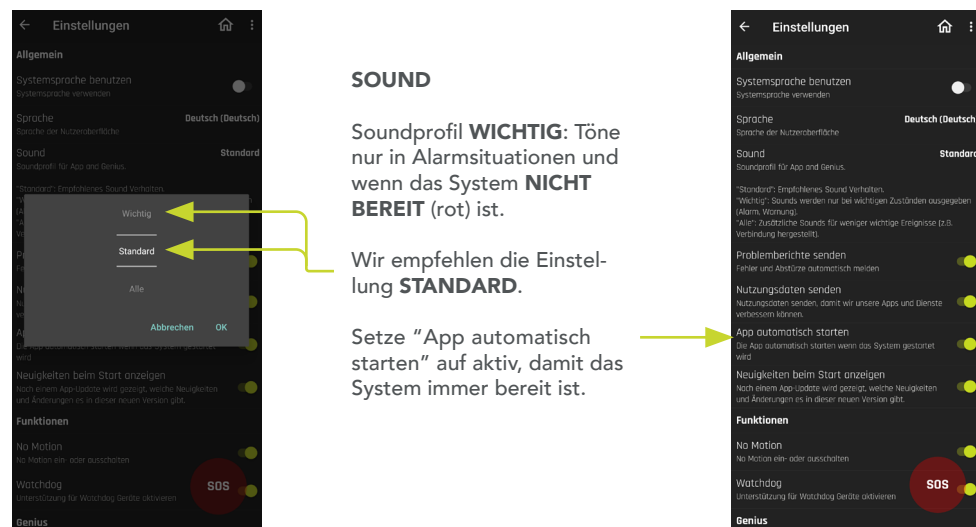 Einstellungen
Allgemein
Systemsprache benutzen
Systemsprache verwenden
Sprache
Deutsch (Deutsch)
Sprache der Nutzeroberfläche
Sound
Standard
Soundprofil für App and Genius.
"Standard": Empfohlenes Sound Verhalten.
Wichtig
Standard
Alle
Abbrechen OK
Die App automatisch starten wenn das System gestartet
wird
Neuigkeiten beim Start anzeigen
Nach einem App-Update wird gezeigt, welche Neuigkeiten
und Änderungen es in dieser neuen Version gibt.
Funktionen
No Motion
No Motion ein- oder ausschalten
Watchdog
Unterstützung für Watchdog Geräte aktivieren
SOS
Genius
SOUND
Soundprofil WICHTIG: Töne
nur in Alarmsituationen und
wenn das System NICHT
BEREIT (rot) ist.
Wir empfehlen die Einstel-
lung STANDARD.
Setze “App automatisch
starten” auf aktiv, damit das
System immer bereit ist.
Einstellungen
Allgemein
Systemsprache benutzen
Systemsprache verwenden
Sprache
Deutsch (Deutsch
Sprache der Nutzeroberfläche
Sound
Standard
Soundprofil für App and Genius.
"Standard": Empfohlenes Sound Verhalten.
"Wichtig": Sounds werden nur bei wichtigen Zuständen ausgegeben
(Alarm, Warnung).
"Alle": Zusätzliche Sounds für weniger wichtige Ereignisse (z.B.
Verbindung hergestellt).
Problemberichte senden
Fehler und Abstürze automatisch melden
Nutzungsdaten senden
Nutzungsdaten senden, damit wir unsere Apps und Dienste
verbessern können.
App automatisch starten
Die App automatisch starten wenn das System gestartet
wird
Neuigkeiten beim Start anzeigen
Nach einem App-Update wird gezeigt, welche Neuigkeiten
und Änderungen es in dieser neuen Version gibt.
Funktionen
No Motion
No Motion ein- oder ausschalten
Watchdog
Unterstützung für Watchdog Geräte aktivieren
SOS
Genius